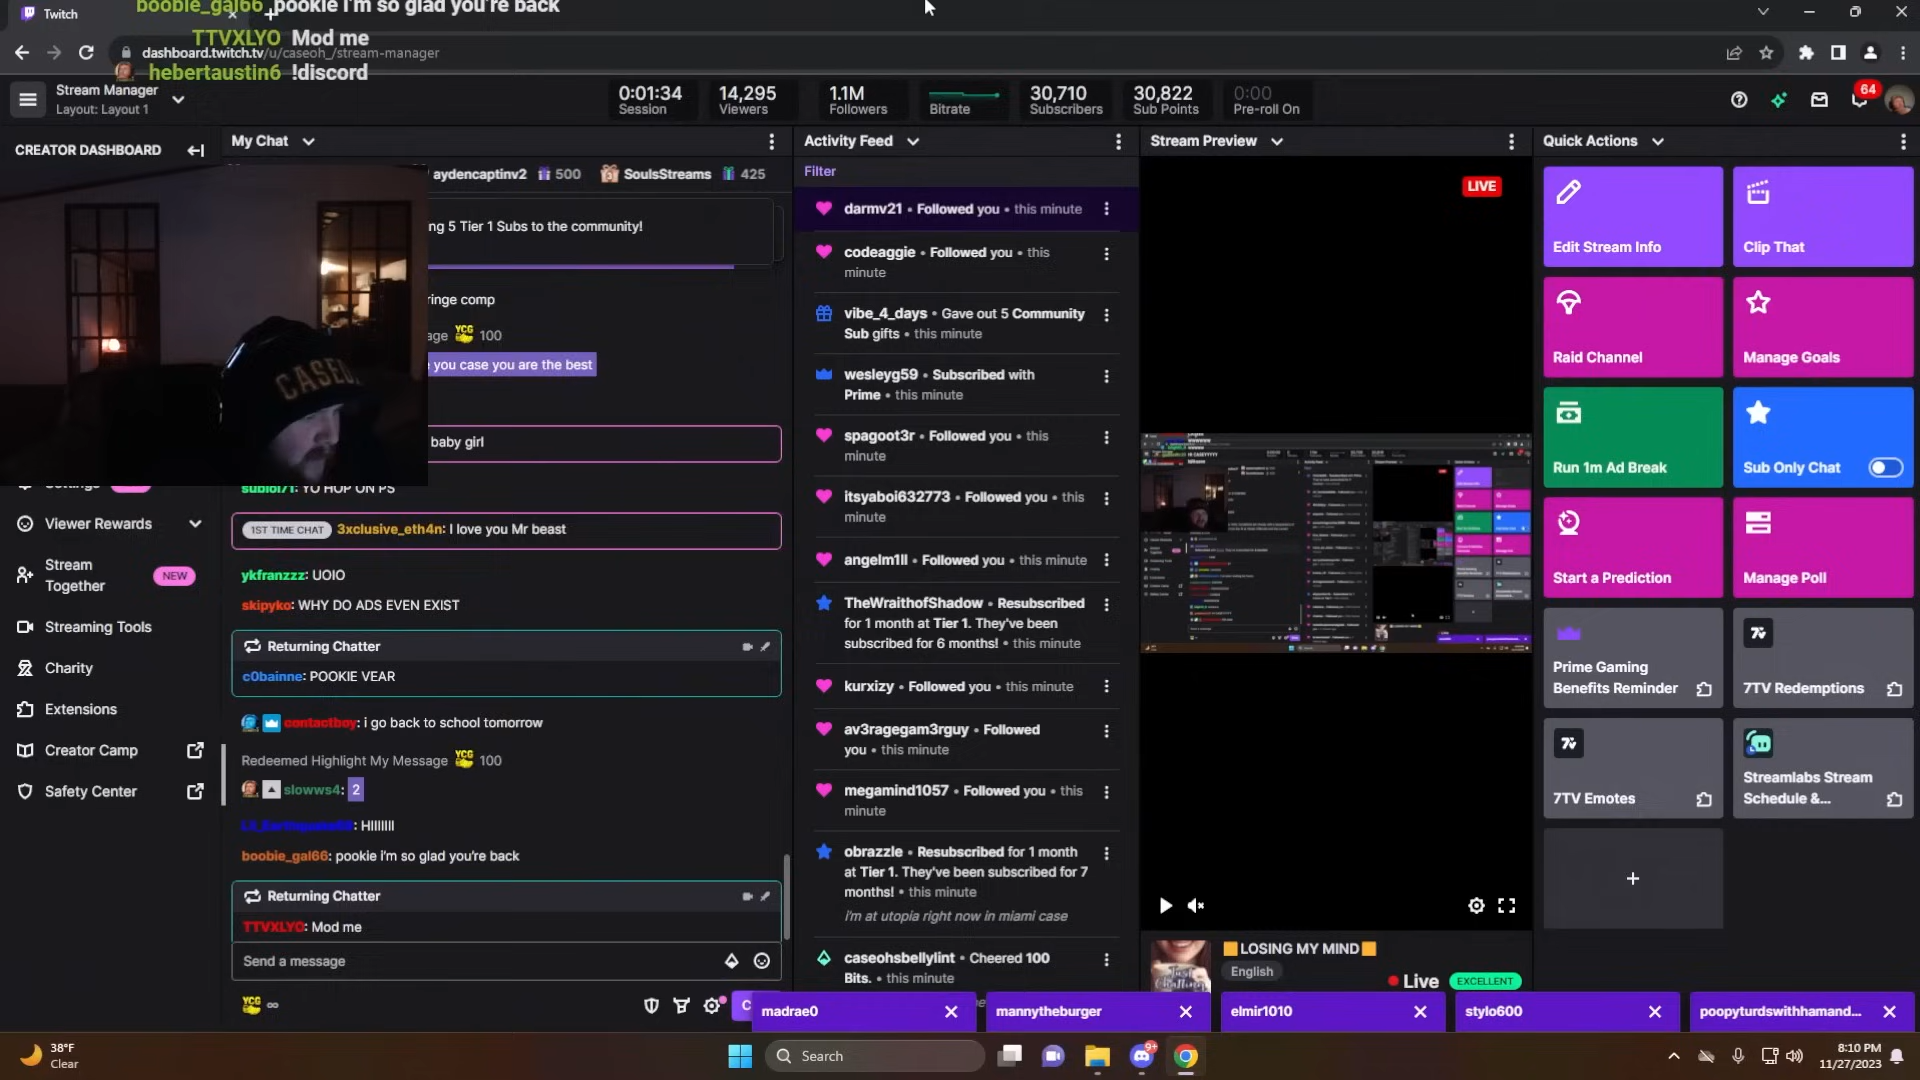 boobie_gal66 pookie i'm so glad you're back
Twitch
TTVXLYO Mod me
dashboard.twitch.tv/u/caseoh_/stream-manager
hebertaustin6 !discord
Stream Manager
Layout: Layout 1
0:01:34
Session
14,295
Viewers
1.1M
Followers
Bitrate
30,710
Subscribers
30,822
Sub Points
0:00
Pre-roll On
64
CREATOR DASHBOARD
Viewer Rewards
Stream
Together
NEW
Streaming Tools
Charity
Extensions
Creator Camp
Safety Center
CASEO
My Chat
aydencaptinv2 500 SoulsStreams 425
ng 5 Tier 1 Subs to the community!
ringe comp
age 100
you case you are the best
baby girl
subloi71: YO HOP ON PS
1ST TIME CHAT 3xclusive_eth4n: I love you Mr beast
ykfranzzz: UOIO
skipyko: WHY DO ADS EVEN EXIST
Returning Chatter
c0bainne: POOKIE VEAR
contactboy: i go back to school tomorrow
Redeemed Highlight My Message YCG 100
slowws4: 2
: HIIIIIII
boobie_gal66: pookie i'm so glad you're back
Returning Chatter
TTVXLYO: Mod me
Send a message
YCG
C
Activity Feed
Filter
darmv21 • Followed you • this minute
codeaggie • Followed you • this
minute
vibe_4_days • Gave out 5 Community
Sub gifts • this minute
wesleyg59 • Subscribed with
Prime • this minute
spagoot3r • Followed you • this
minute
itsyaboi632773 • Followed you • this
minute
angelm1ll • Followed you • this minute
TheWraithofShadow • Resubscribed
for 1 month at Tier 1. They've been
subscribed for 6 months! • this minute
kurxizy • Followed you • this minute
av3ragegam3rguy • Followed
you • this minute
megamind1057 • Followed you • this
minute
obrazzle • Resubscribed for 1 month
at Tier 1. They've been subscribed for 7
months! • this minute
i'm at utopia right now in miami case
caseohsbellylint • Cheered 100
Bits. • this minute
Stream Preview
LIVE
LOSING MY MIND
English
Live EXCELLENT
Quick Actions
Edit Stream Info
Clip That
Raid Channel
Manage Goals
Run 1m Ad Break
Sub Only Chat
Start a Prediction
Manage Poll
Prime Gaming
Benefits Reminder
7TV Redemptions
7TV Emotes
Streamlabs Stream
Schedule &...
madrae0
mannytheburger
elmir1010
stylo600
poopyturdswithhamand...
38°F
Clear
Search
9+
8:10 PM
11/27/2023